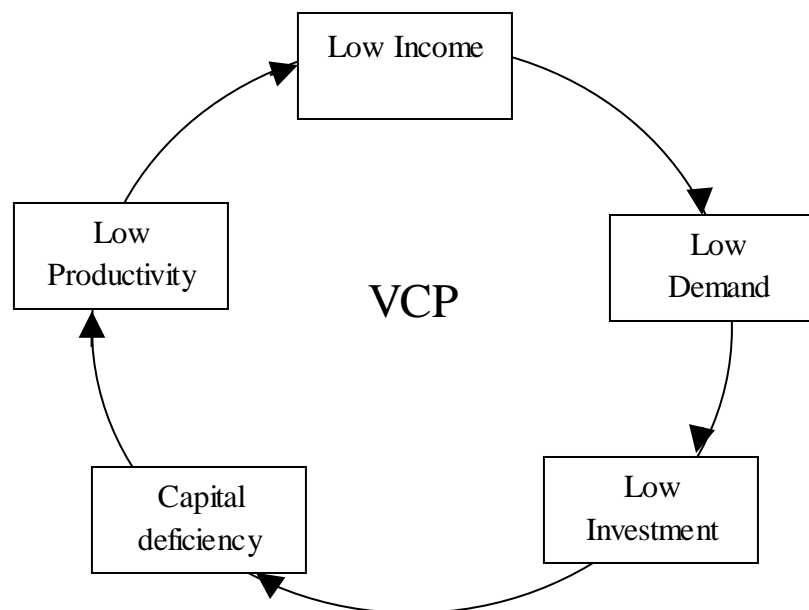 Low Income
Low
Demand
Low
Investment
Capital
deficiency
Low
Productivity
VCP